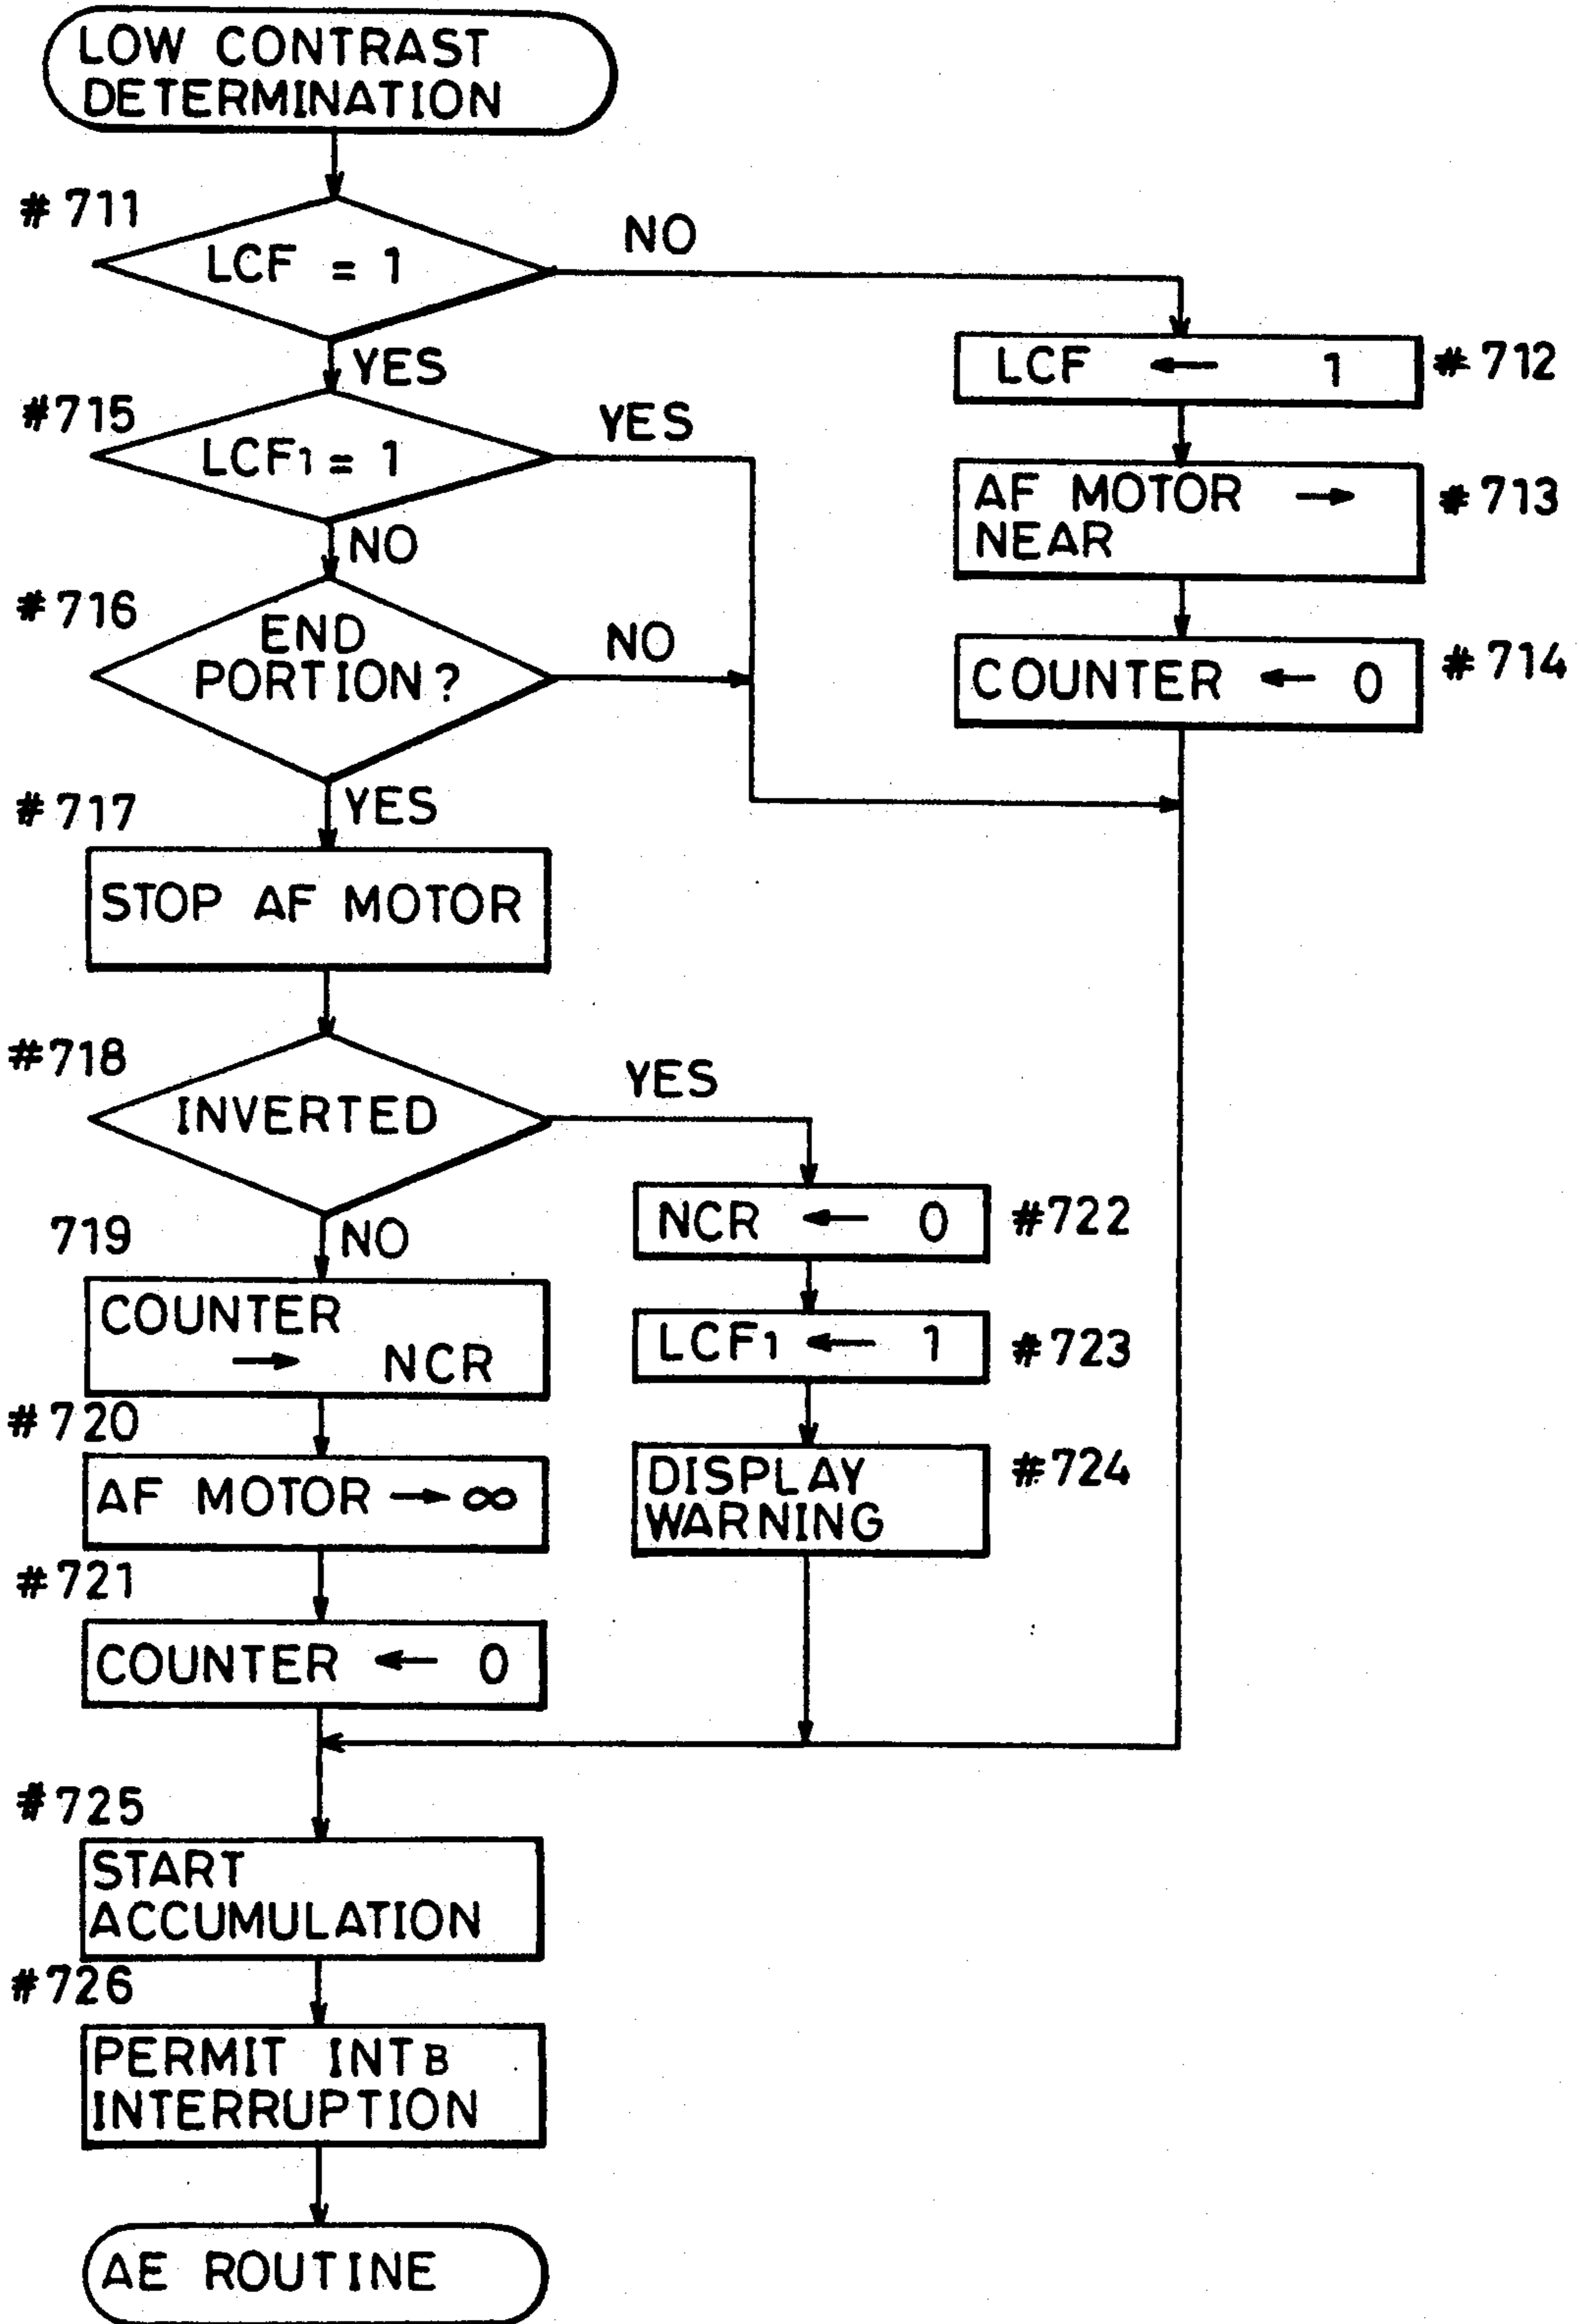 LOW CONTRAST
DETERMINATION
#711
LCF = 1
NO
YES
LCF ← 1
#712
#715
LCF1 = 1
YES
NO
AF MOTOR →
NEAR
#713
#716
END
PORTION?
NO
YES
COUNTER ← 0
#714
#717
STOP AF MOTOR
#718
INVERTED
YES
NO
NCR ← 0
#722
719
COUNTER
→ NCR
LCF1 ← 1
#723
#720
AF MOTOR → ∞
DISPLAY
WARNING
#724
#721
COUNTER ← 0
#725
START
ACCUMULATION
#726
PERMIT INTB
INTERRUPTION
AE ROUTINE